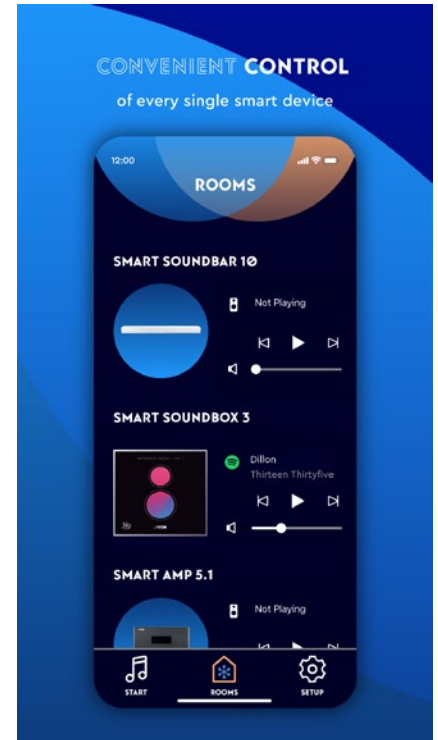 CONVENIENT CONTROL
of every single smart device
12:00
ROOMS
SMART SOUNDBAR 10
Not Playing
SMART SOUNDBOX 3
Dillon
Thirteen Thirtyfive
SMART AMP 5.1
Not Playing
START
ROOMS
SETUP